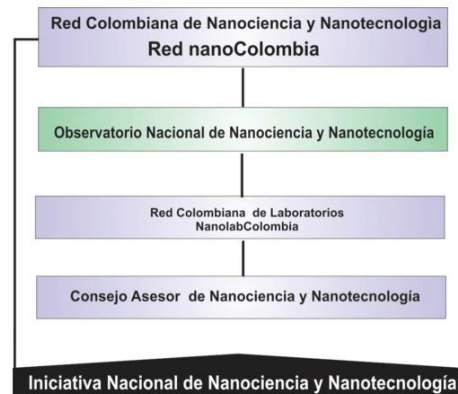 Red Colombiana de Nanociencia y Nanotecnologìa
Red nanoColombia
Observatorio Nacional de Nanociencia y Nanotecnología
Red Colombiana de Laboratorios
NanolabColombia
Consejo Asesor de Nanociencia y Nanotecnología
Iniciativa Nacional de Nanociencia y Nanotecnología